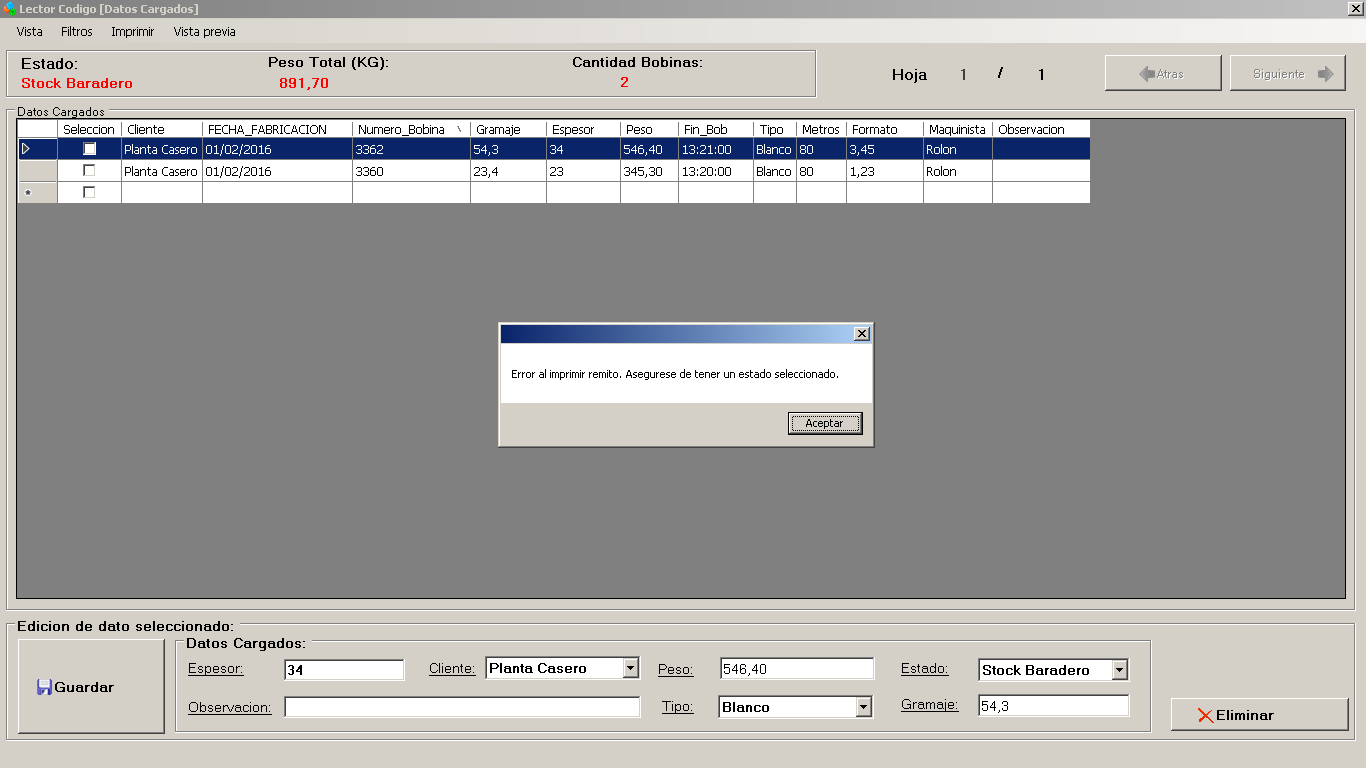 Lector Codigo [Datos Cargados]
Vista Filtros Imprimir Vista previa
Estado: Peso Total (KG): Cantidad Bobinas:
Stock Baradero 891,70 2
Hoja 1 / 1 Atras Siguiente
Datos Cargados
Seleccion Cliente FECHA_FABRICACION Numero_Bobina Gramaje Espesor Peso Fin_Bob Tipo Metros Formato Maquinista Observacion
Planta Casero 01/02/2016 3362 54,3 34 546,40 13:21:00 Blanco 80 3,45 Rolon
Planta Casero 01/02/2016 3360 23,4 23 345,30 13:20:00 Blanco 80 1,23 Rolon
Error al imprimir remito. Asegurese de tener un estado seleccionado.
Aceptar
Edicion de dato seleccionado:
Guardar
Datos Cargados:
Espesor: 34 Cliente: Planta Casero Peso: 546,40 Estado: Stock Baradero
Observacion: Tipo: Blanco Gramaje: 54,3
Eliminar